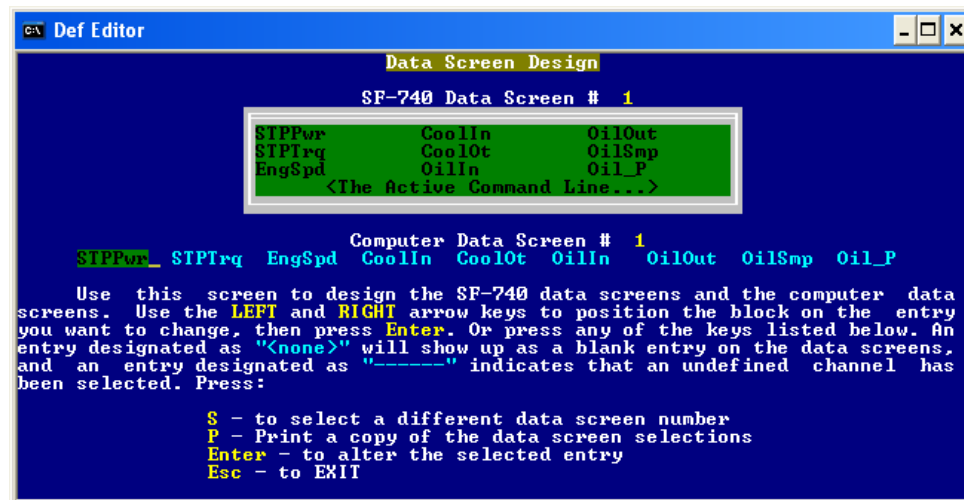 Def Editor
Data Screen Design
SF-740 Data Screen # 1
STPPwr CoolIn OilOut
STPTrq CoolOt OilSmp
EngSpd OilIn Oil_P
<The Active Command Line...>
Computer Data Screen # 1
STPPwr_ STPTrq EngSpd CoolIn CoolOt OilIn OilOut OilSmp Oil_P
Use this screen to design the SF-740 data screens and the computer data
screens. Use the LEFT and RIGHT arrow keys to position the block on the entry
you want to change, then press Enter. Or press any of the keys listed below. An
entry designated as "<none>" will show up as a blank entry on the data screens,
and an entry designated as "------" indicates that an undefined channel has
been selected. Press:
S - to select a different data screen number
P - Print a copy of the data screen selections
Enter - to alter the selected entry
Esc - to EXIT